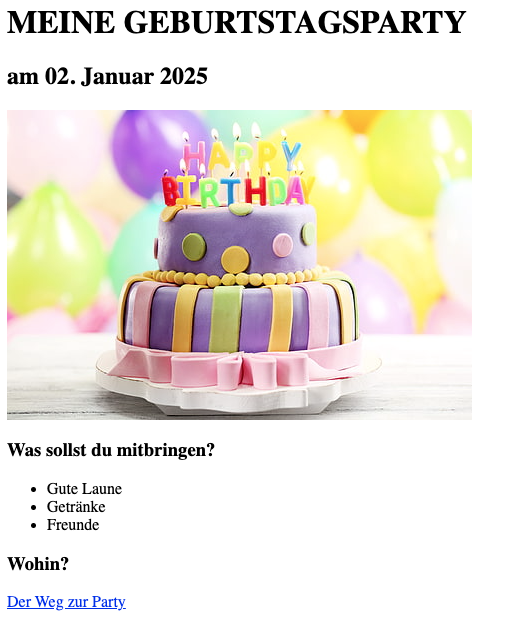 MEINE GEBURTSTAGSPARTY
am 02. Januar 2025
HAPPY
BIRTHDAY
Was sollst du mitbringen?
Gute Laune
Getränke
Freunde
Wohin?
Der Weg zur Party